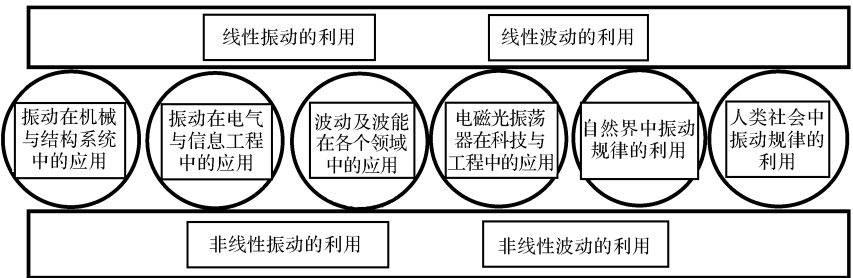 线性振动的利用
线性波动的利用
振动在机械
与结构系统
中的应用
振动在电气
与信息工程
中的应用
波动及波能
在各个领域
中的应用
电磁光振荡
器在科技与
工程中的应用
自然界中振动
规律的利用
人类社会中
振动规律的
利用
非线性振动的利用
非线性波动的利用